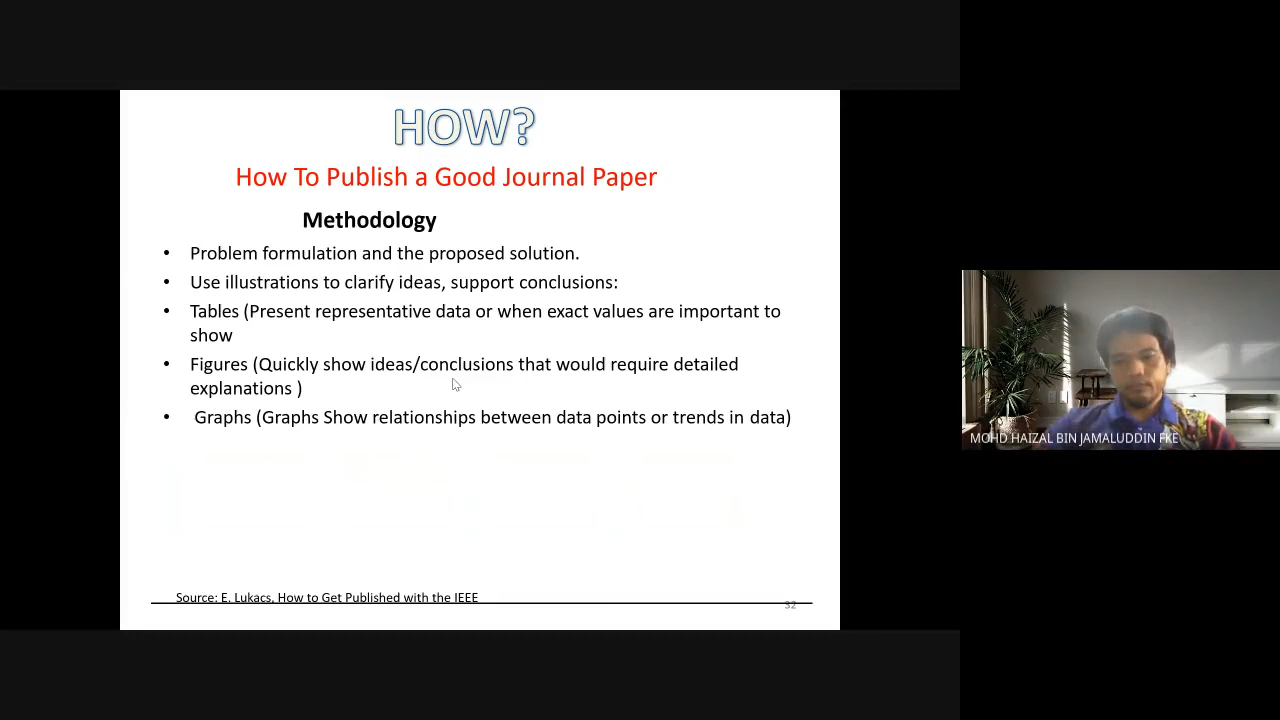 HOW?
How To Publish a Good Journal Paper
Methodology
• Problem formulation and the proposed solution.
• Use illustrations to clarify ideas, support conclusions:
• Tables (Present representative data or when exact values are important to
show
• Figures (Quickly show ideas/conclusions that would require detailed
explanations )
• Graphs (Graphs Show relationships between data points or trends in data)
Source: E. Lukacs, How to Get Published with the IEEE
32
MOHD HAIZAL BIN JAMALUDDIN FKE